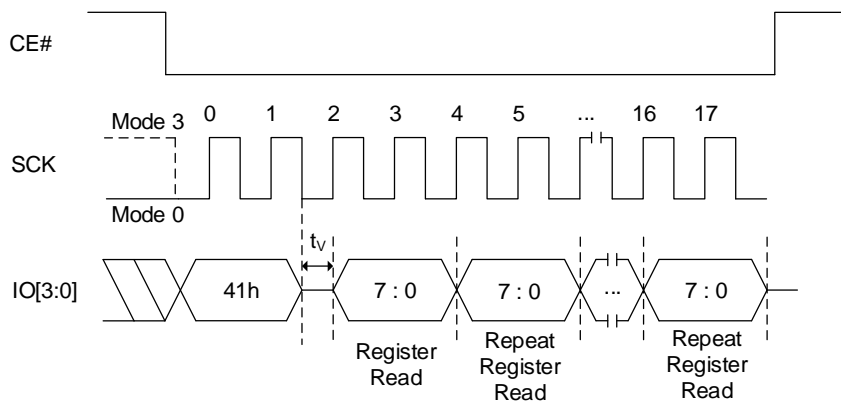 CE#
Mode 3
0 1 2 3 4 5 ... 16 17
SCK
Mode 0
tV
IO[3:0]
41h
7 : 0
7 : 0
...
7 : 0
Register
Read
Repeat
Register
Read
Repeat
Register
Read